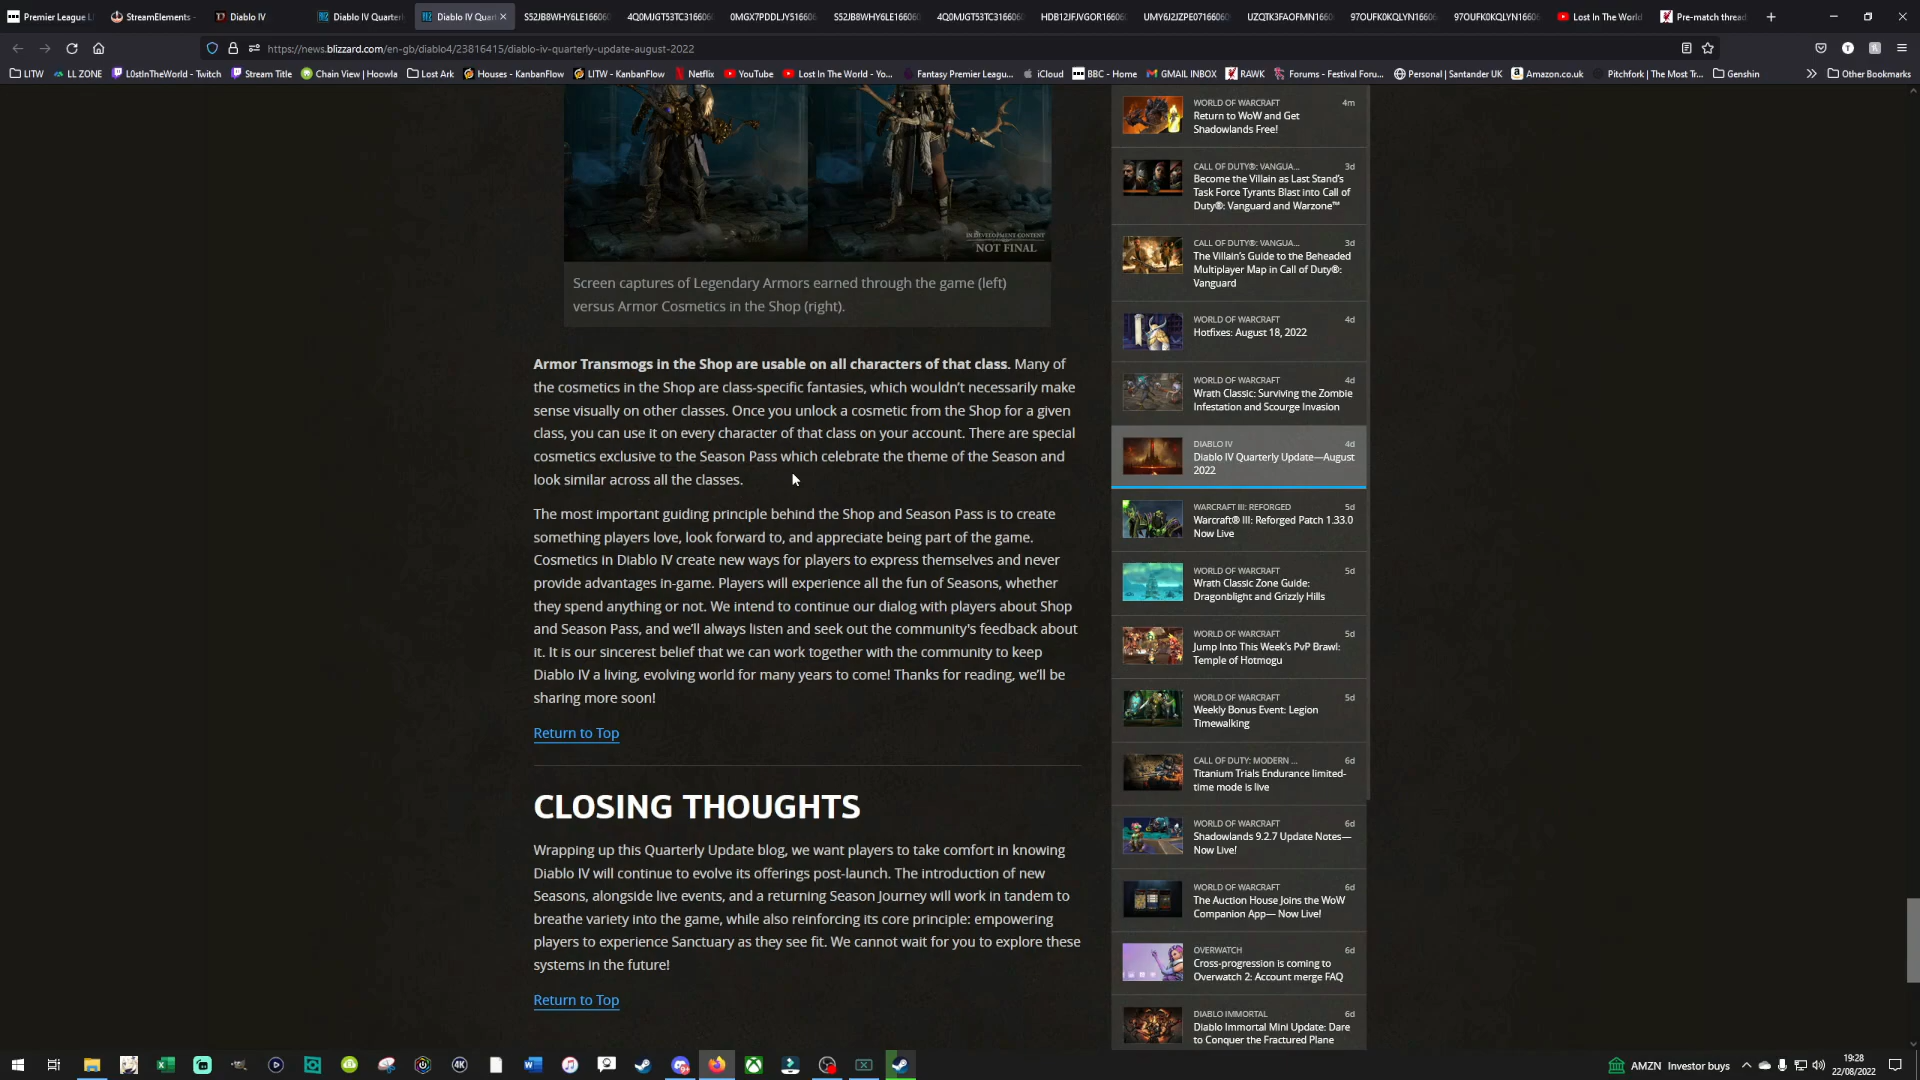 Premier League L
StreamElements -
Diablo IV
Diablo IV Quarterl
Diablo IV Quart
S52JB8WHY6LE16606
4Q0MJGT53TC316606
0MGX7PDDLJY516606
S52JB8WHY6LE16606
4Q0MJGT53TC316606
HDB12JFJVGOR16606
UMY6J2JZPE0716609
UZQTK3FAOFMN1660
97OUFK0KQLYN16606
97OUFK0KQLYN16606
Lost In The World
Pre-match thread
https://news.blizzard.com/en-gb/diablo4/23816415/diablo-iv-quarterly-update-august-2022
LITW
LL ZONE
L0stInTheWorld - Twitch
Stream Title
Chain View | Hoowla
Lost Ark
Houses - KanbanFlow
LITW - KanbanFlow
Netflix
YouTube
Lost In The World - Yo...
Fantasy Premier Leag...
iCloud
BBC - Home
GMAIL INBOX
RAWK
Forums - Festival Foru...
Personal | Santander UK
Amazon.co.uk
Pitchfork | The Most Tr...
Genshin
Other Bookmarks
IN DEVELOPMENT CONTENT
NOT FINAL
Screen captures of Legendary Armors earned through the game (left)
versus Armor Cosmetics in the Shop (right).
Armor Transmogs in the Shop are usable on all characters of that class. Many of
the cosmetics in the Shop are class-specific fantasies, which wouldn't necessarily make
sense visually on other classes. Once you unlock a cosmetic from the Shop for a given
class, you can use it on every character of that class on your account. There are special
cosmetics exclusive to the Season Pass which celebrate the theme of the Season and
look similar across all the classes.
The most important guiding principle behind the Shop and Season Pass is to create
something players love, look forward to, and appreciate being part of the game.
Cosmetics in Diablo IV create new ways for players to express themselves and never
provide advantages in-game. Players will experience all the fun of Seasons, whether
they spend anything or not. We intend to continue our dialog with players about Shop
and Season Pass, and we'll always listen and seek out the community's feedback about
it. It is our sincerest belief that we can work together with the community to keep
Diablo IV a living, evolving world for many years to come! Thanks for reading, we'll be
sharing more soon!
Return to Top
CLOSING THOUGHTS
Wrapping up this Quarterly Update blog, we want players to take comfort in knowing
Diablo IV will continue to evolve its offerings post-launch. The introduction of new
Seasons, alongside live events, and a returning Season Journey will work in tandem to
breathe variety into the game, while also reinforcing its core principle: empowering
players to experience Sanctuary as they see fit. We cannot wait for you to explore these
systems in the future!
Return to Top
WORLD OF WARCRAFT 4m
Return to WoW and Get
Shadowlands Free!
CALL OF DUTY®: VANGUA... 3d
Become the Villain as Last Stand's
Task Force Tyrants Blast into Call of
Duty®: Vanguard and Warzone™
CALL OF DUTY®: VANGUA... 3d
The Villain's Guide to the Beheaded
Multiplayer Map in Call of Duty®:
Vanguard
WORLD OF WARCRAFT 4d
Hotfixes: August 18, 2022
WORLD OF WARCRAFT 4d
Wrath Classic: Surviving the Zombie
Infestation and Scourge Invasion
DIABLO IV 4d
Diablo IV Quarterly Update—August
2022
WARCRAFT III: REFORGED 5d
Warcraft® III: Reforged Patch 1.33.0
Now Live
WORLD OF WARCRAFT 5d
Wrath Classic Zone Guide:
Dragonblight and Grizzly Hills
WORLD OF WARCRAFT 5d
Jump Into This Week's PvP Brawl:
Temple of Hotmogu
WORLD OF WARCRAFT 5d
Weekly Bonus Event: Legion
Timewalking
CALL OF DUTY: MODERN ... 6d
Titanium Trials Endurance limited-
time mode is live
WORLD OF WARCRAFT 6d
Shadowlands 9.2.7 Update Notes—
Now Live!
WORLD OF WARCRAFT 6d
The Auction House Joins the WoW
Companion App— Now Live!
OVERWATCH 6d
Cross-progression is coming to
Overwatch 2: Account merge FAQ
DIABLO IMMORTAL 6d
Diablo Immortal Mini Update: Dare
to Conquer the Fractured Plane
AMZN Investor buys
19:28
22/08/2022